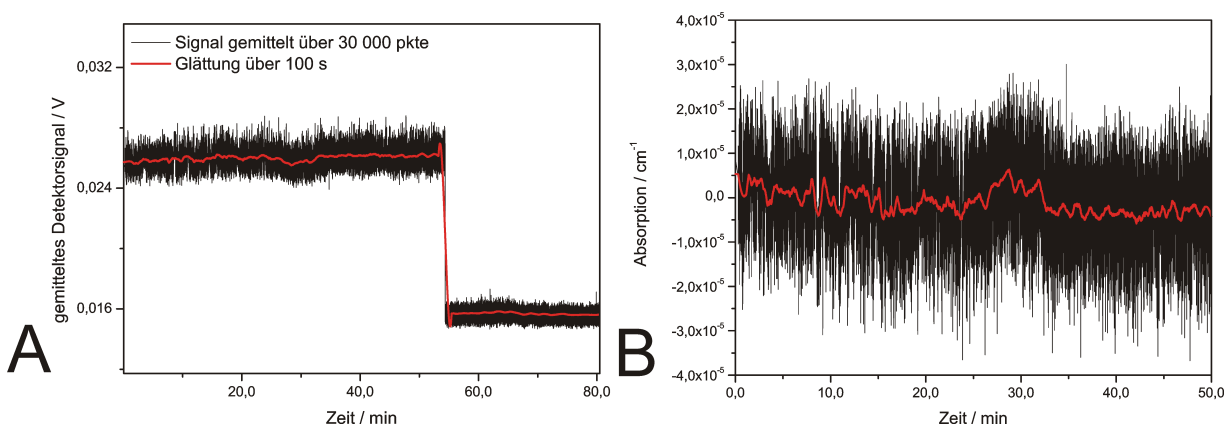 Signal gemittelt über 30 000 pkte
Glättung über 100 s
gemitteltes Detektorsignal / V
0,032
0,024
0,016
20,0
40,0
60,0
80,0
Zeit / min
A
Absorption / cm⁻¹
4,0x10⁻⁵
3,0x10⁻⁵
2,0x10⁻⁵
1,0x10⁻⁵
0,0
-1,0x10⁻⁵
-2,0x10⁻⁵
-3,0x10⁻⁵
-4,0x10⁻⁵
0,0
10,0
20,0
30,0
40,0
50,0
Zeit / min
B